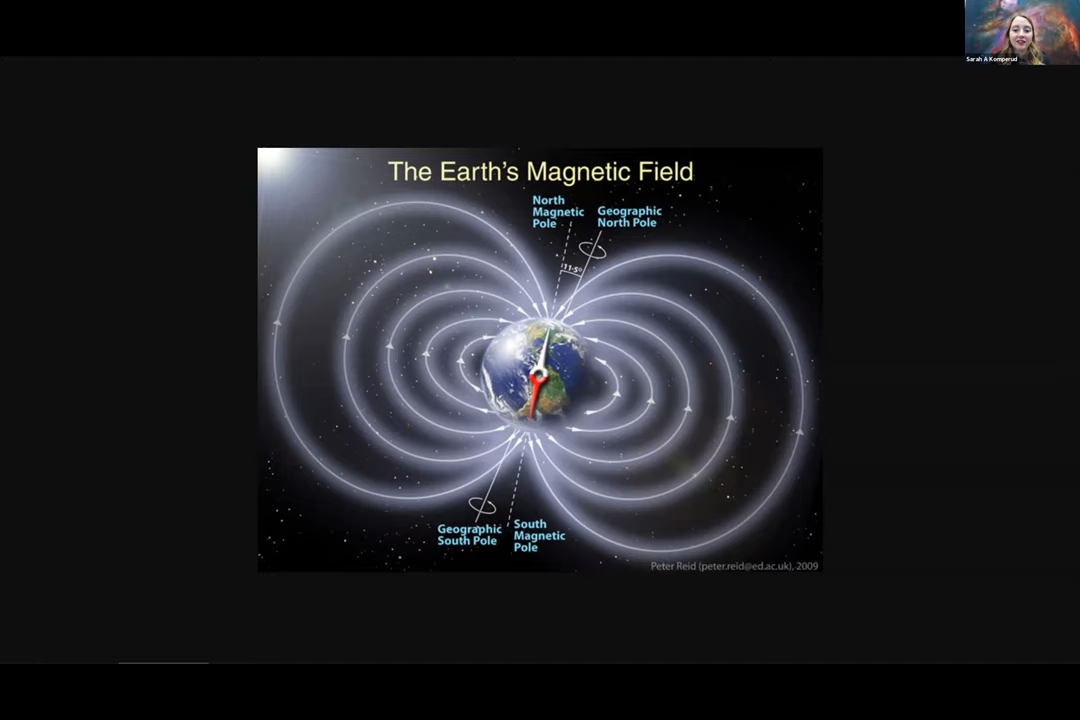 Sarah A Komperud
The Earth's Magnetic Field
North
Magnetic
Pole
Geographic
North Pole
11.5°
Geographic
South Pole
South
Magnetic
Pole
Peter Reid (peter.reid@ed.ac.uk), 2009